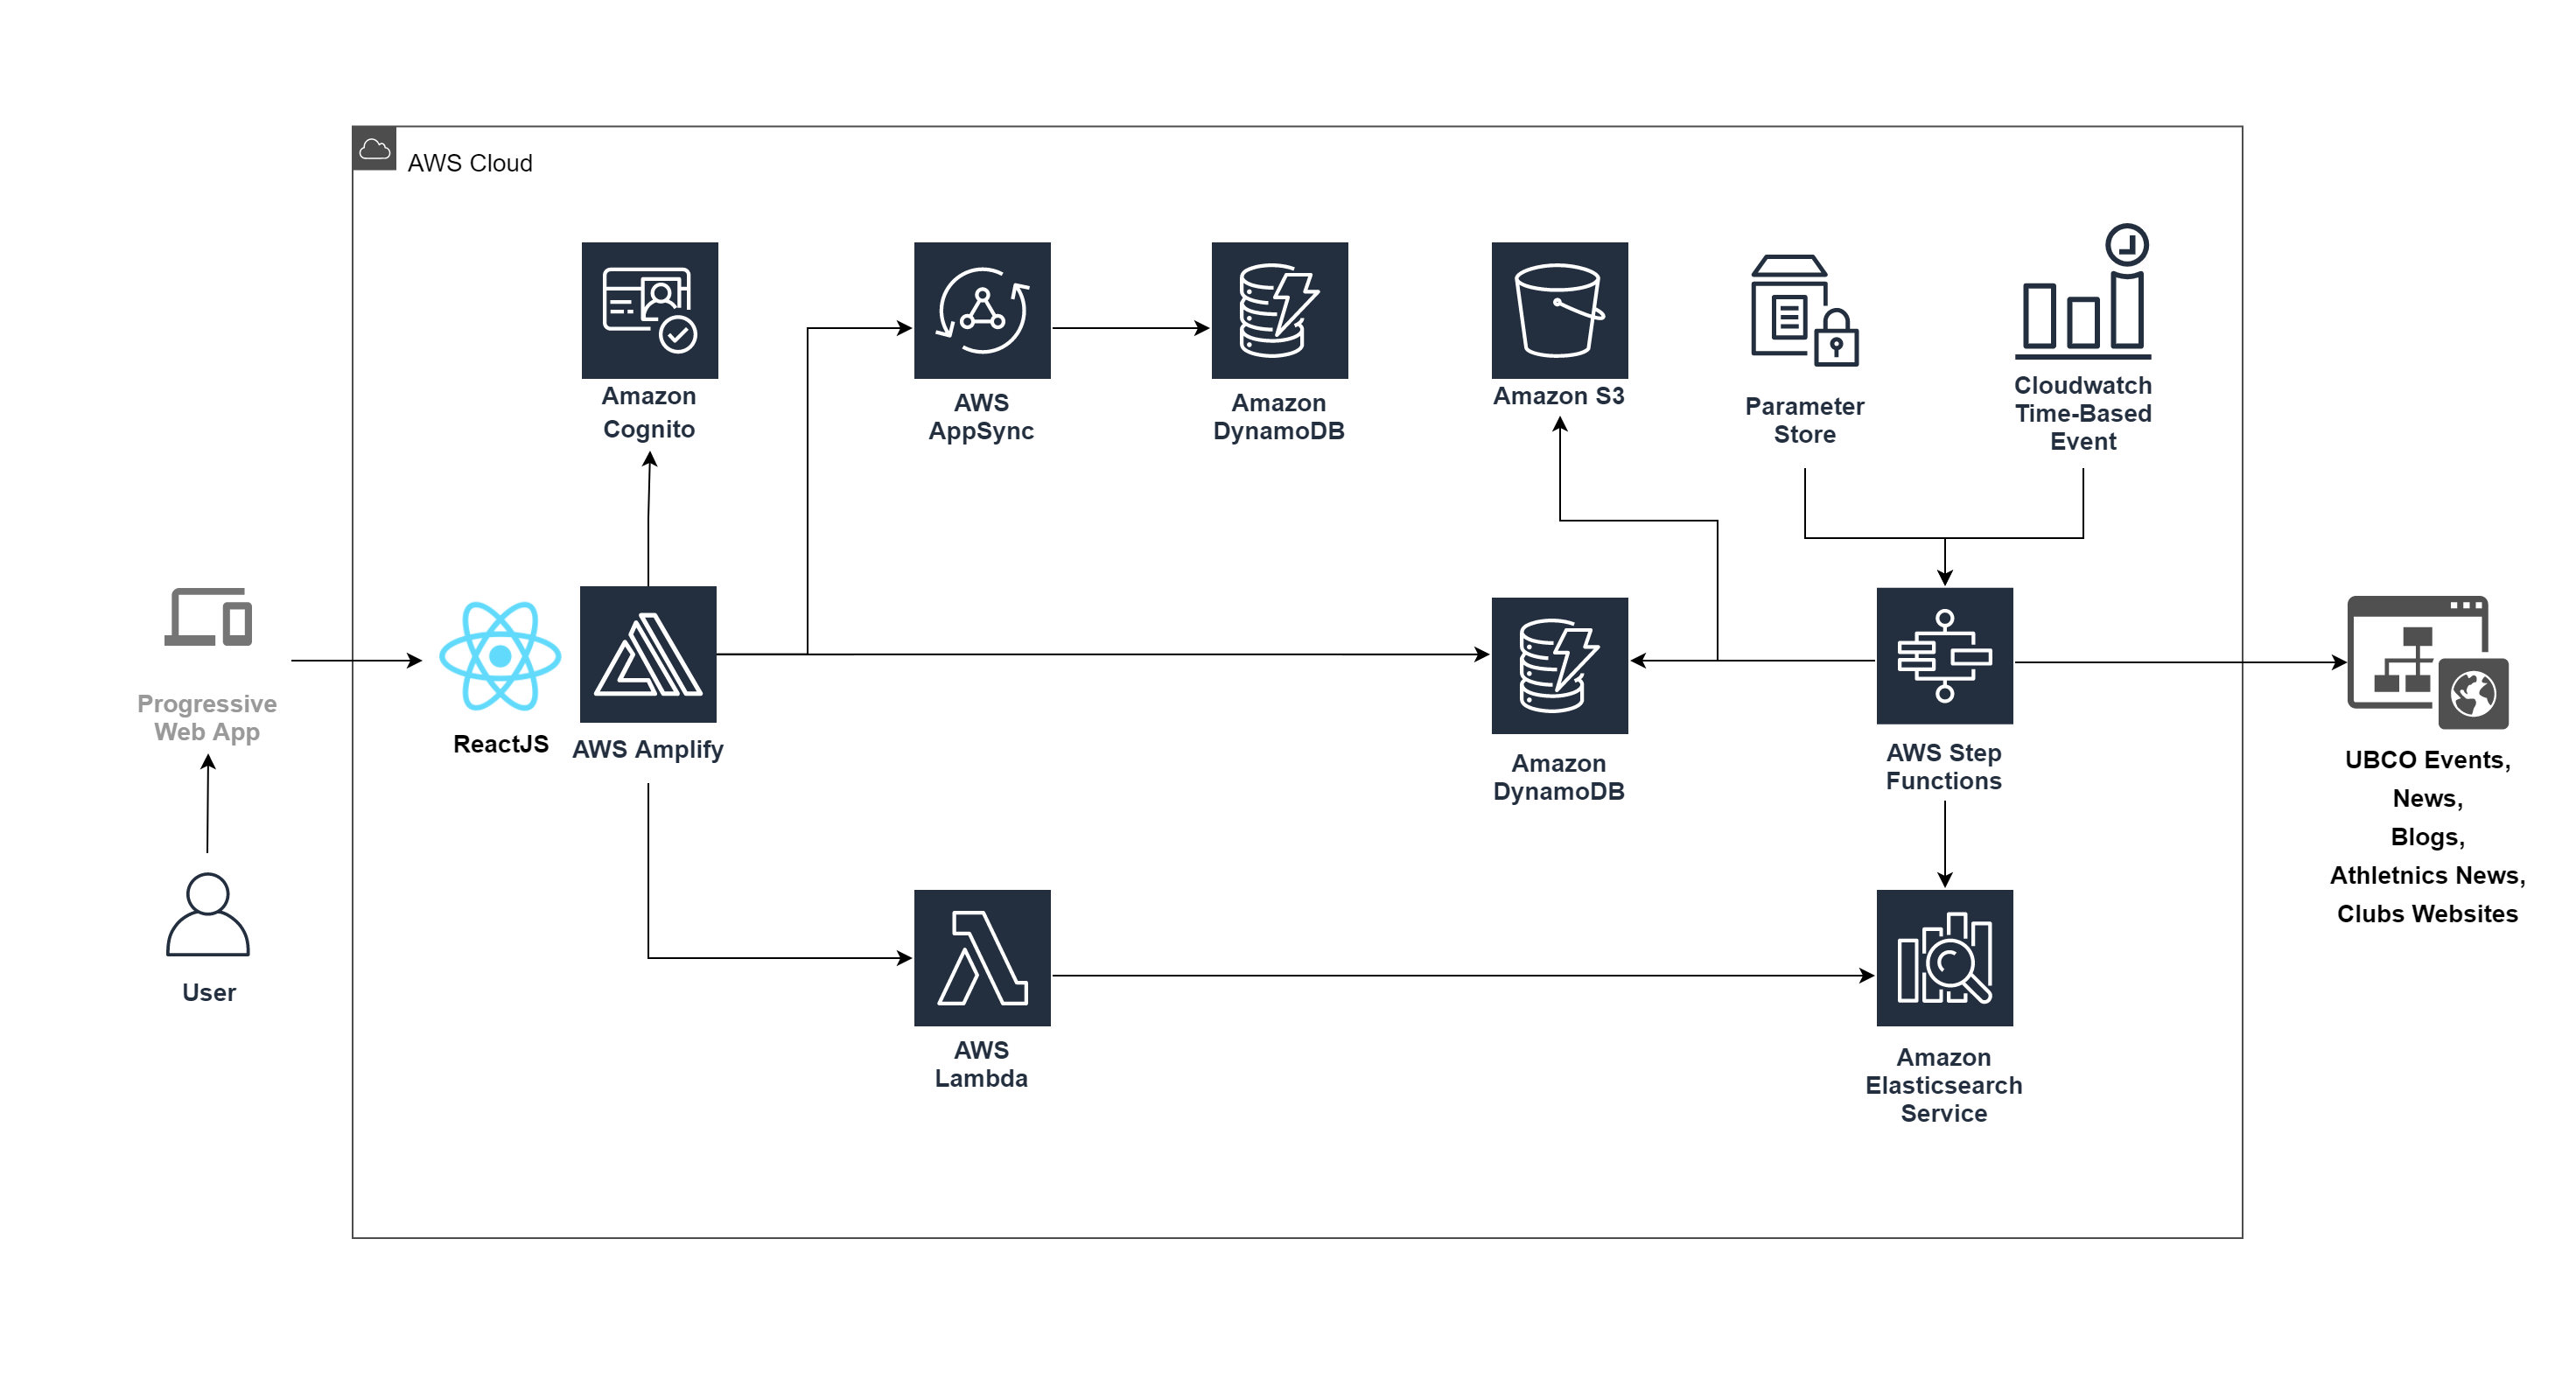 AWS Cloud
Amazon
Cognito
AWS
AppSync
Amazon
DynamoDB
Amazon S3
Parameter
Store
Cloudwatch
Time-Based
Event
Progressive
Web App
ReactJS
AWS Amplify
Amazon
DynamoDB
AWS Step
Functions
UBCO Events,
News,
Blogs,
Athletnics News,
Clubs Websites
User
AWS
Lambda
Amazon
Elasticsearch
Service